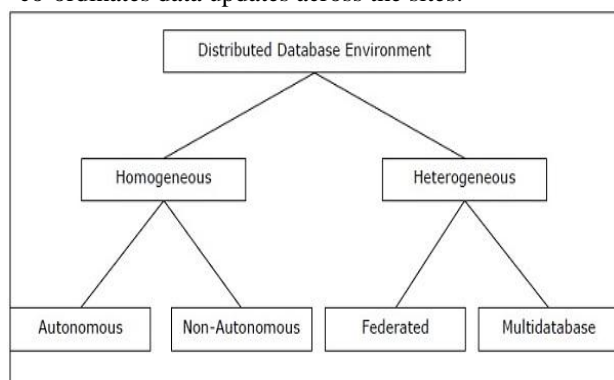 co-ordinates data updates across the sites.
Distributed Database Environment
Homogeneous
Heterogeneous
Autonomous
Non-Autonomous
Federated
Multidatabase